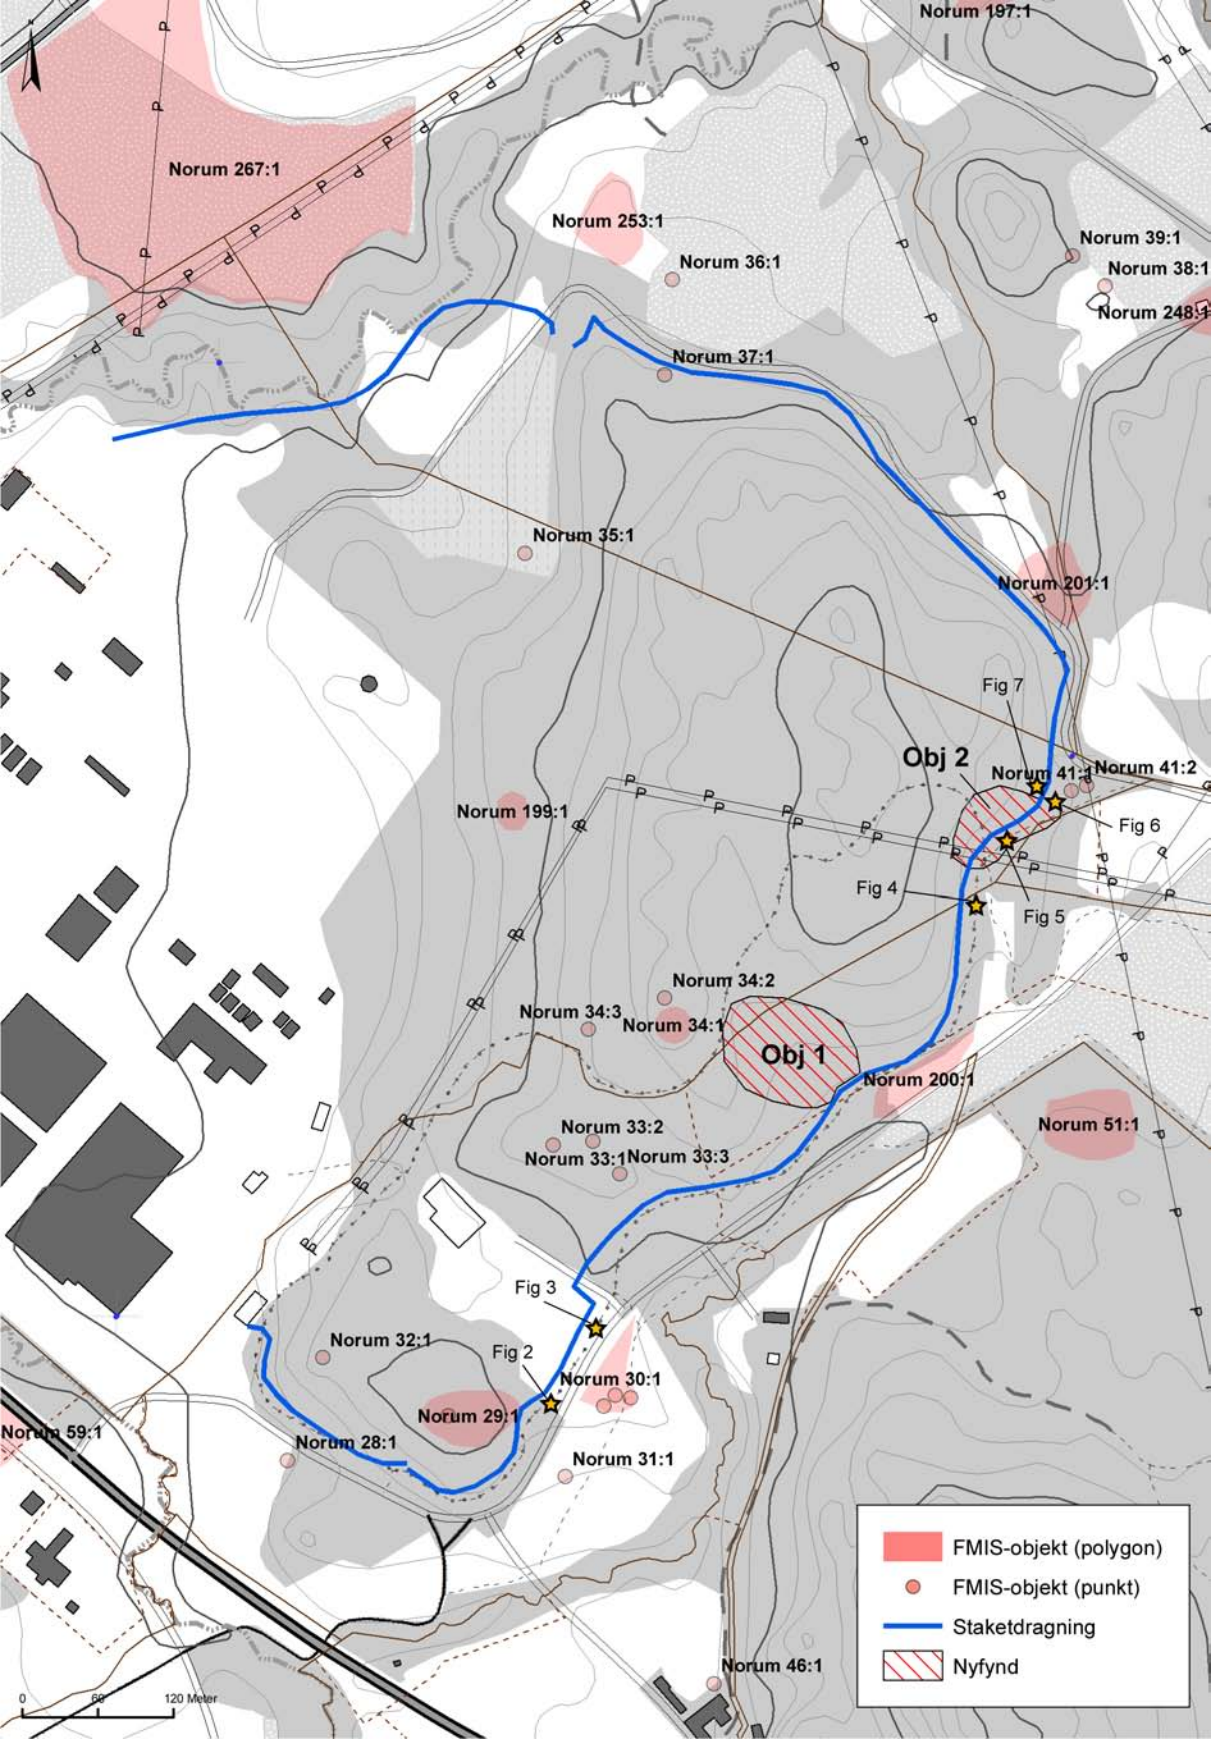 Norum 197:1
Norum 267:1
Norum 253:1
Norum 39:1
Norum 36:1
Norum 38:1
Norum 248:1
Norum 37:1
Norum 35:1
Norum 201:1
Fig 7
Obj 2
Norum 41:1
Norum 41:2
Norum 199:1
Fig 6
Fig 4
Fig 5
Norum 34:2
Norum 34:3
Norum 34:1
Obj 1
Norum 200:1
Norum 51:1
Norum 33:2
Norum 33:1
Norum 33:3
Fig 3
Norum 32:1
Fig 2
Norum 30:1
Norum 29:1
Norum 59:1
Norum 28:1
Norum 31:1
FMIS-objekt (polygon)
FMIS-objekt (punkt)
Staketdragning
Nyfynd
Norum 46:1
0 60 120 Meter